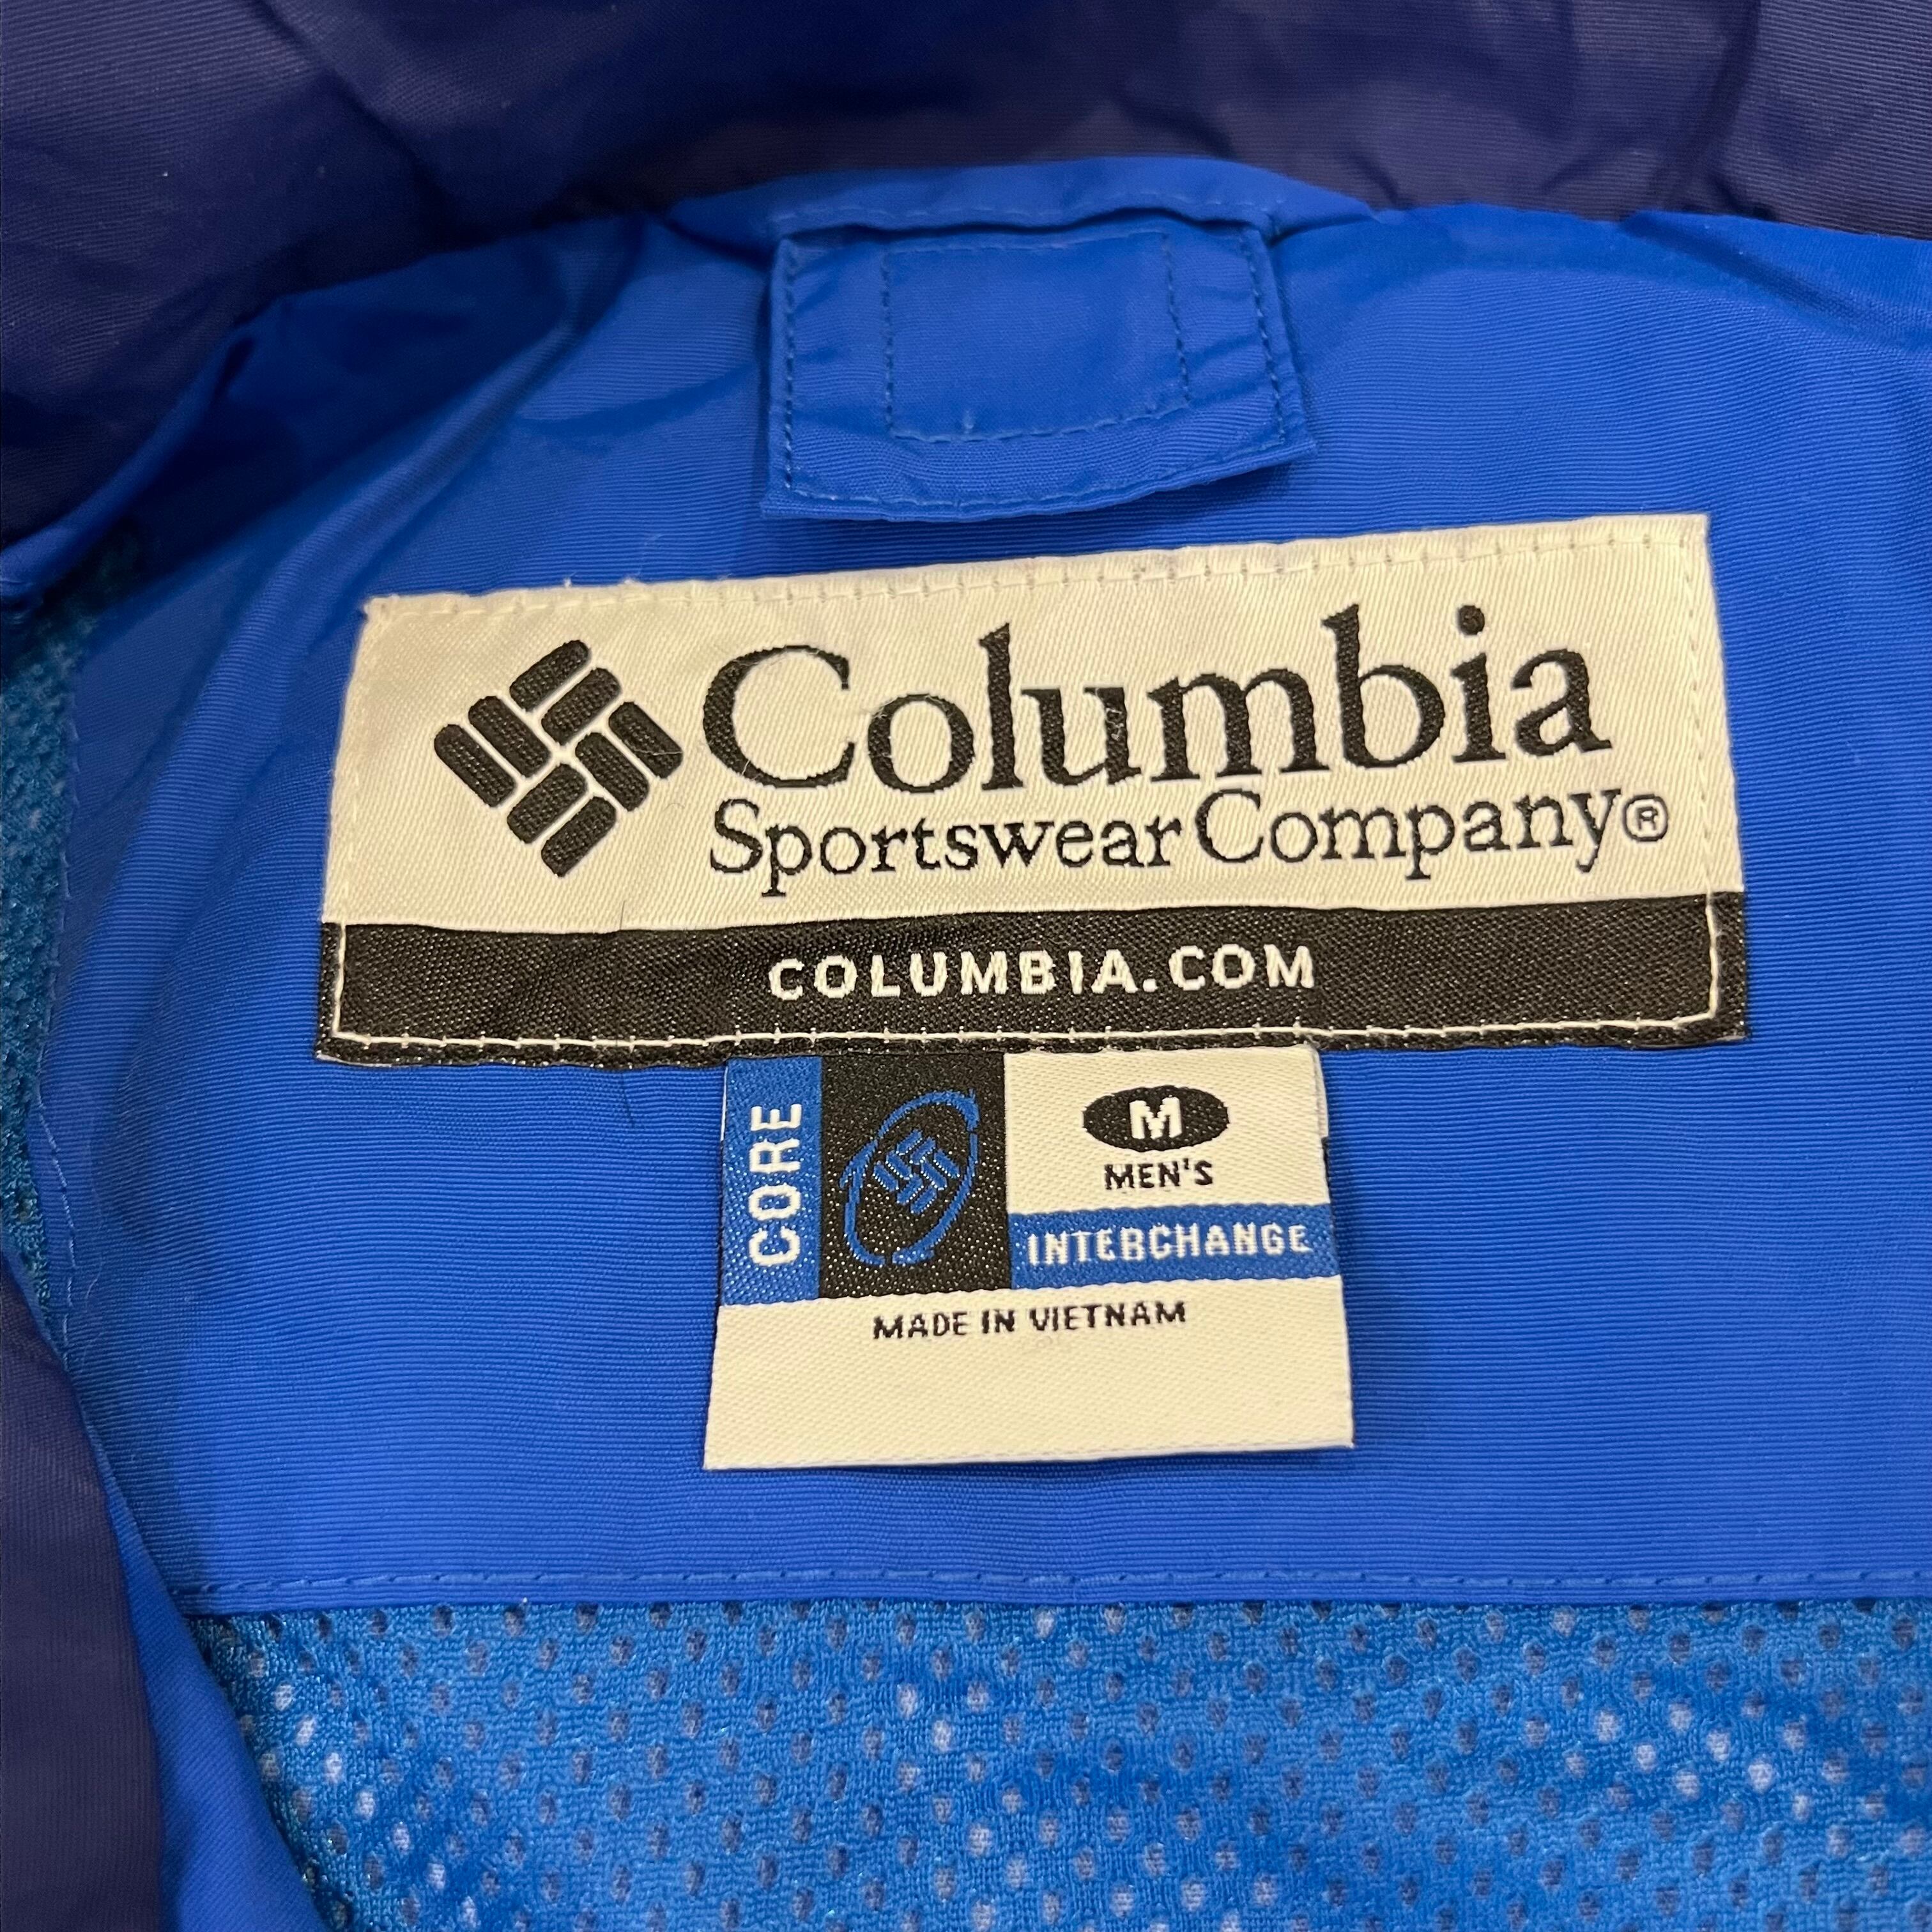 Columbia
Sportswear Company®
COLUMBIA.COM
CORE
M
MEN'S
INTERCHANGE
MADE IN VIETNAM